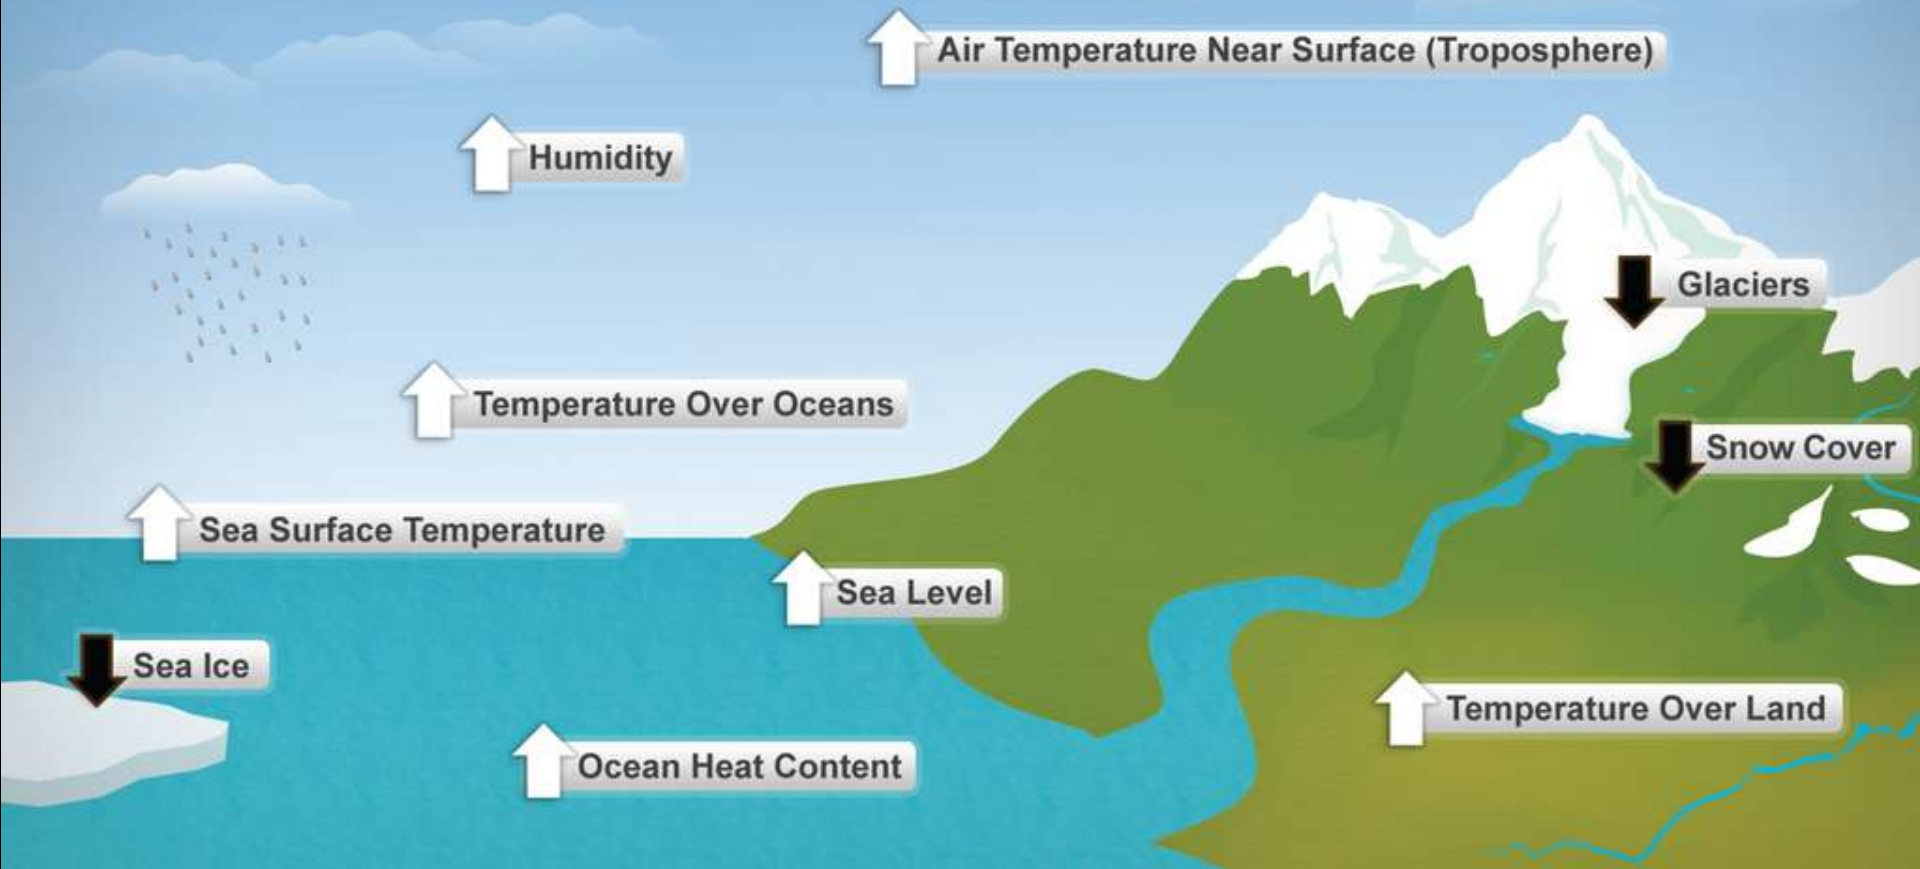 Air Temperature Near Surface (Troposphere)
Humidity
Glaciers
Temperature Over Oceans
Snow Cover
Sea Surface Temperature
Sea Level
Sea Ice
Temperature Over Land
Ocean Heat Content